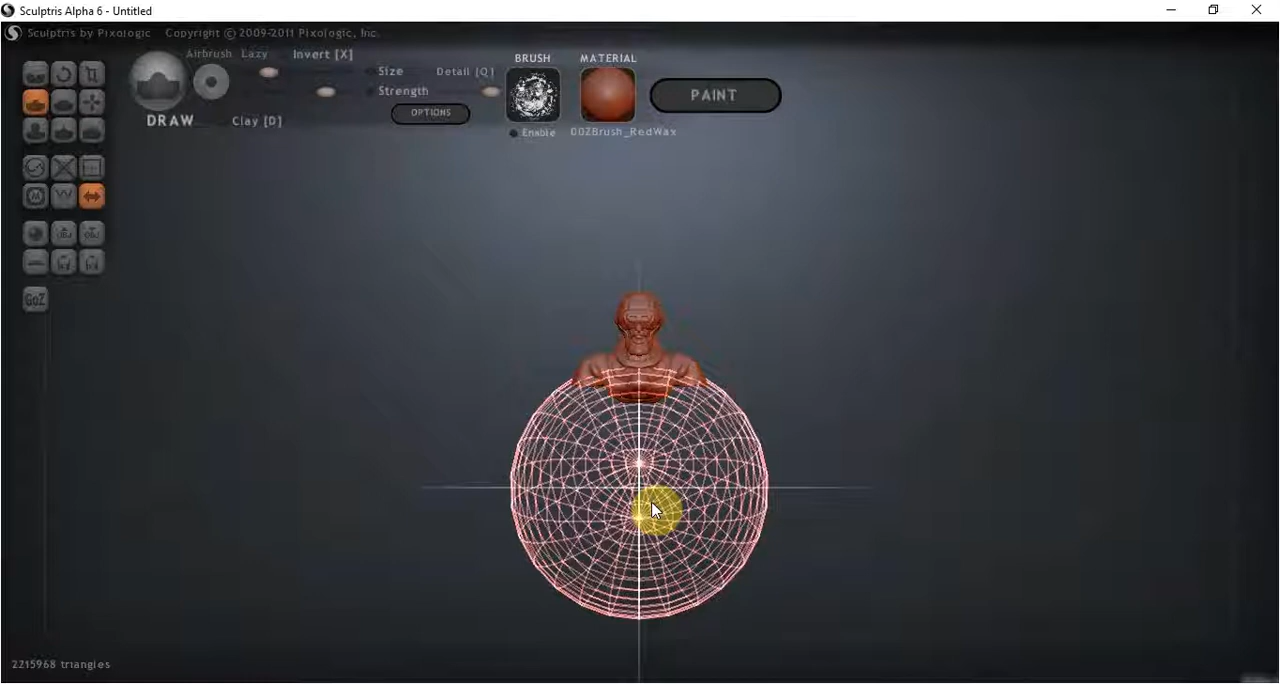 Sculptris Alpha 6 - Untitled
Sculptris by Pixologic Copyright © 2009-2011 Pixologic, Inc.
Airbrush Lazy Invert [X]
Size Detail [Q]
Strength
OPTIONS
DRAW Clay [D]
BRUSH
Enable
MATERIAL
00ZBrush_RedWax
PAINT
GoZ
2215968 triangles